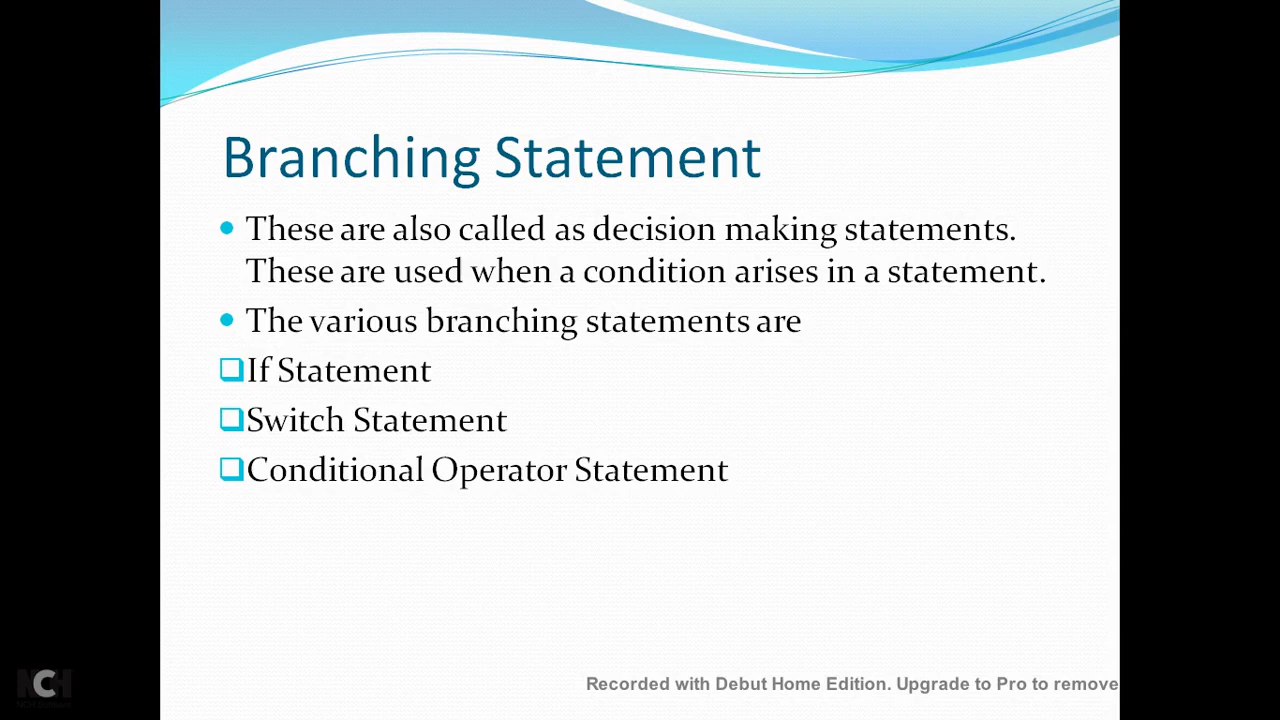 Branching Statement
These are also called as decision making statements.
These are used when a condition arises in a statement.
The various branching statements are
If Statement
Switch Statement
Conditional Operator Statement
NCH
Recorded with Debut Home Edition. Upgrade to Pro to remove